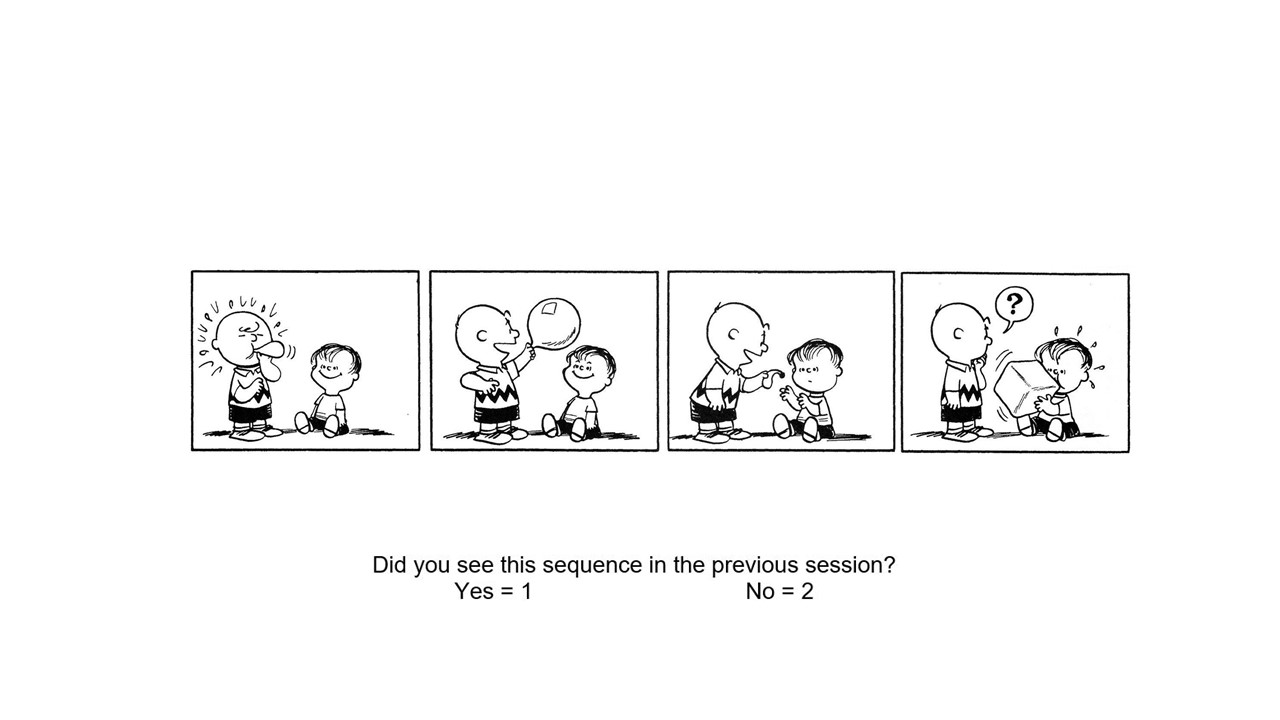 ?
Did you see this sequence in the previous session?
Yes = 1 No = 2